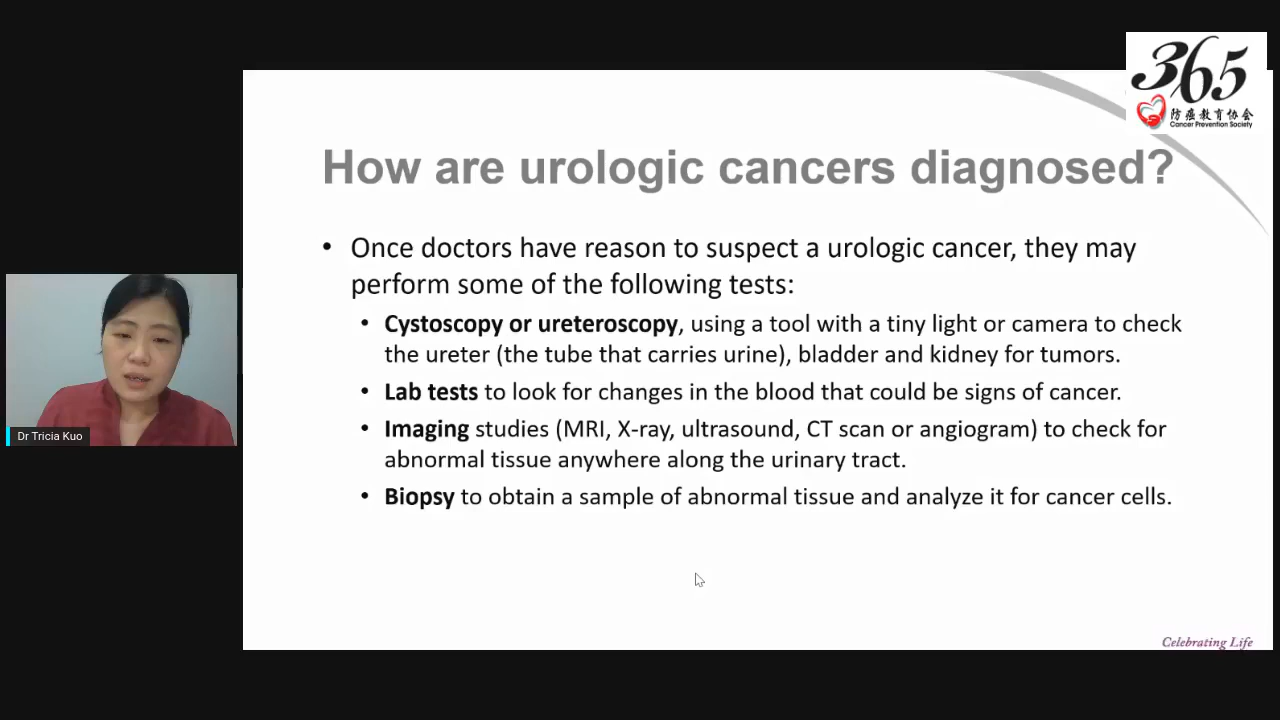 365
防癌教育协会
Cancer Prevention Society
How are urologic cancers diagnosed?
• Once doctors have reason to suspect a urologic cancer, they may
perform some of the following tests:
• Cystoscopy or ureteroscopy, using a tool with a tiny light or camera to check
the ureter (the tube that carries urine), bladder and kidney for tumors.
• Lab tests to look for changes in the blood that could be signs of cancer.
• Imaging studies (MRI, X-ray, ultrasound, CT scan or angiogram) to check for
abnormal tissue anywhere along the urinary tract.
• Biopsy to obtain a sample of abnormal tissue and analyze it for cancer cells.
Dr Tricia Kuo
Celebrating Life